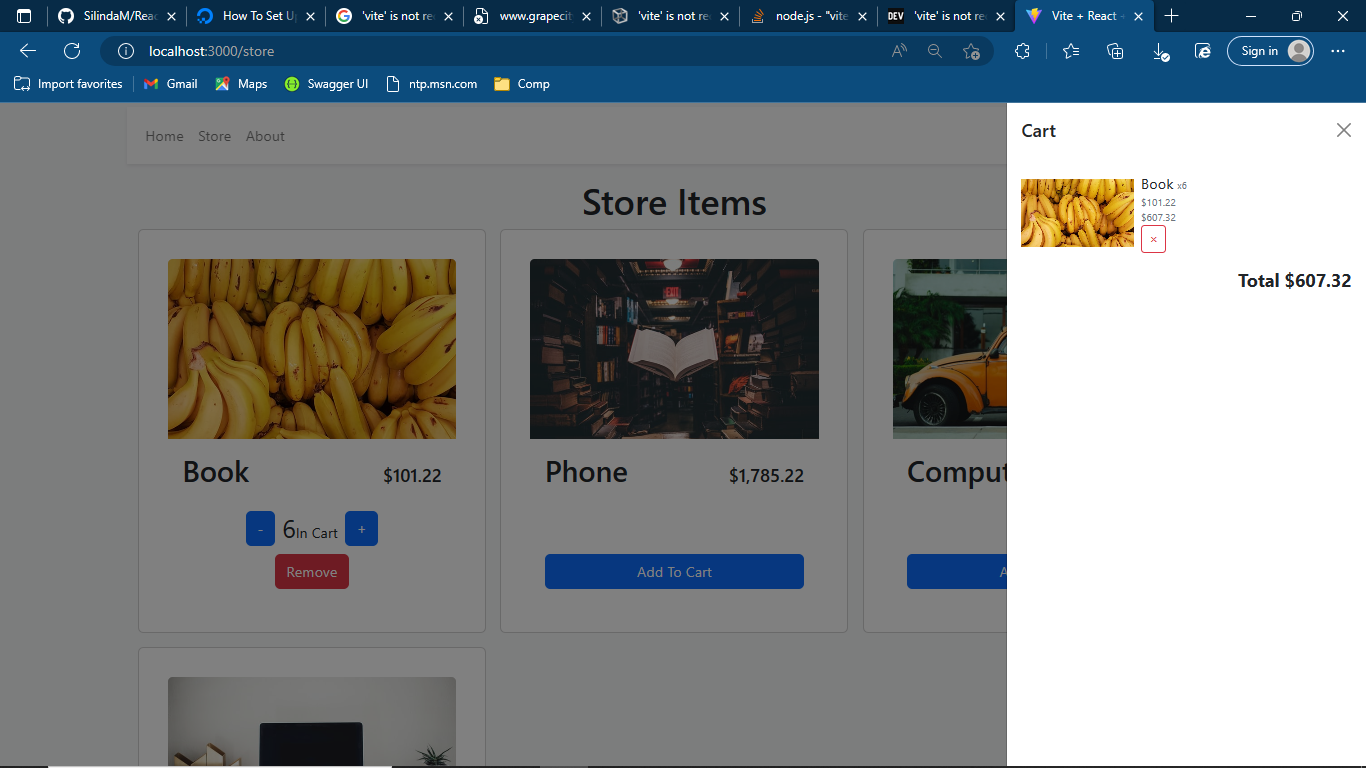 SilindaM/Reac
How To Set Up
'vite' is not re
www.grapecit
'vite' is not re
node.js - "vite
DEV
'vite' is not re
Vite + React +
localhost:3000/store
Sign in
Import favorites
Gmail
Maps
Swagger UI
ntp.msn.com
Comp
Home Store About
Store Items
EXIT
Book $101.22
- 6In Cart +
Remove
Phone $1,785.22
Add To Cart
Comput
A
Cart
Book x6
$101.22
$607.32
×
Total $607.32